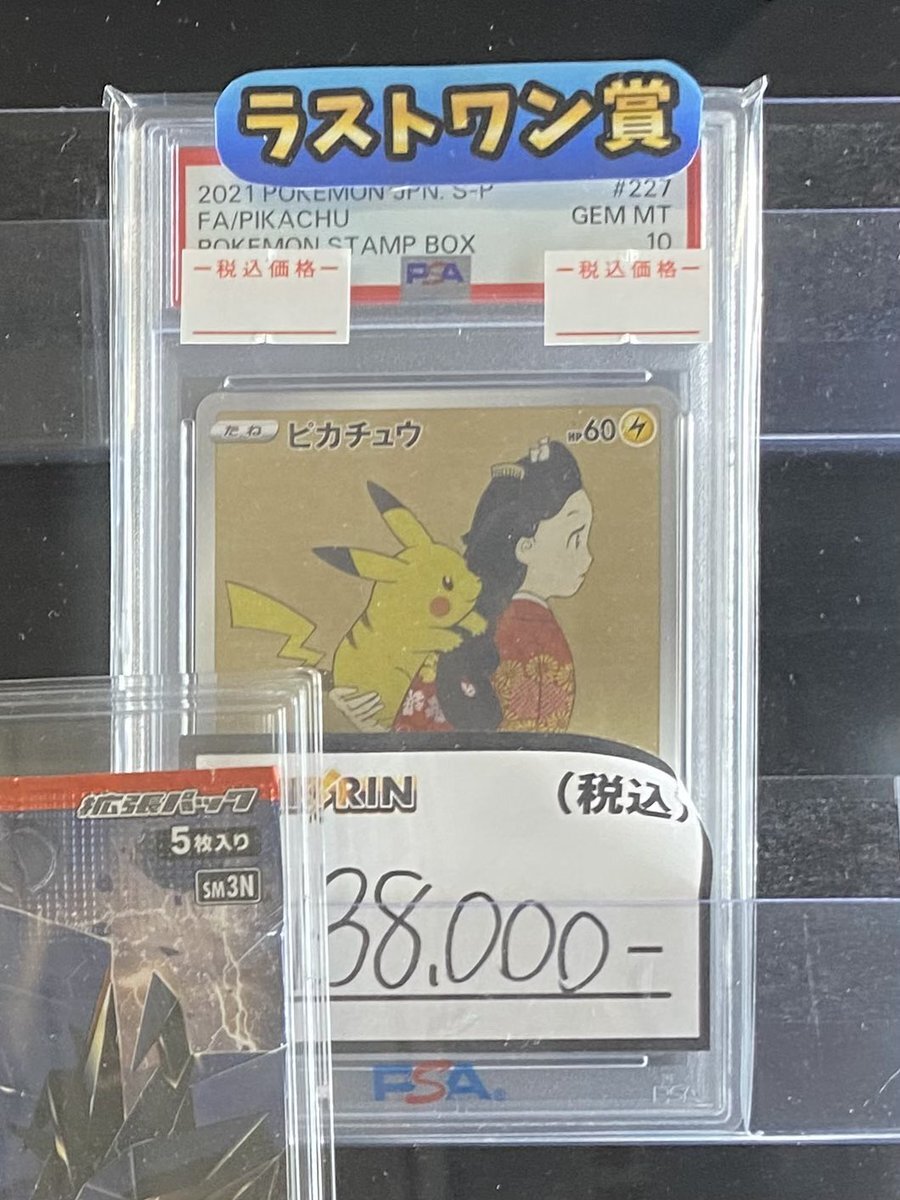 ラストワン賞
2021 POKEMON JPN. S-P #227
FA/PIKACHU GEM MT
POKEMON STAMP BOX 10
税込価格
PSA
税込価格
たね ピカチュウ HP60
RIN (税込)
38,000-
拡張パック
5枚入り
SM3N
PSA
PSA